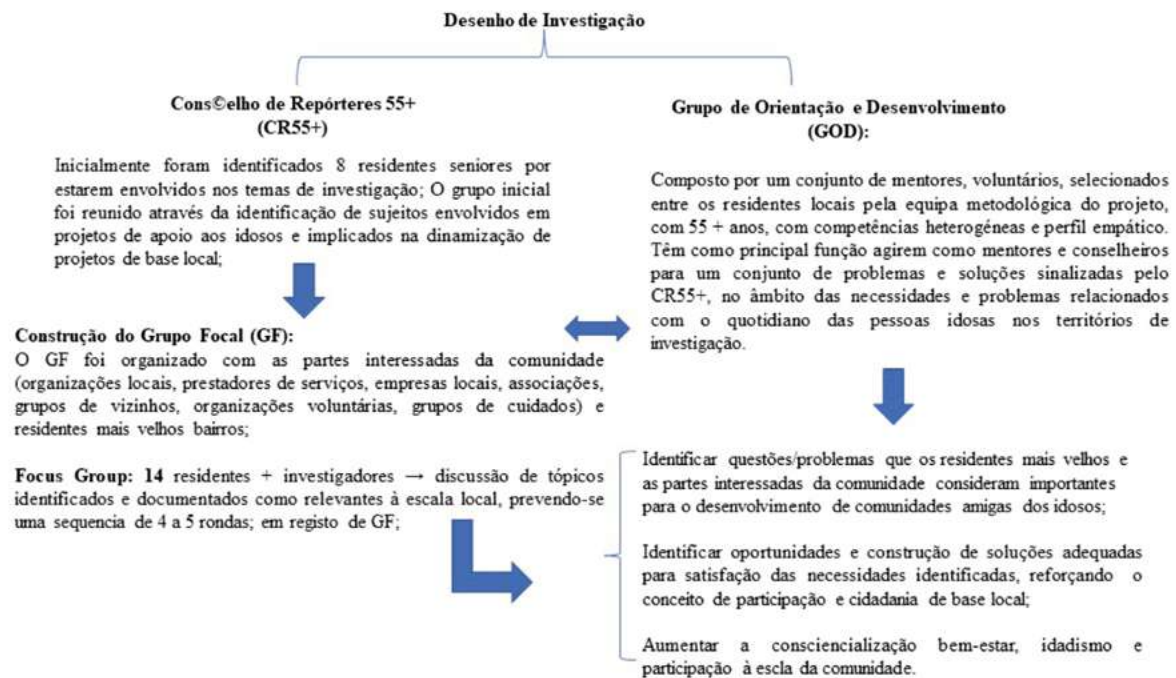 Desenho de Investigação
Cons©elho de Repórteres 55+
(CR55+)
Inicialmente foram identificados 8 residentes seniores por
estarem envolvidos nos temas de investigação; O grupo inicial
foi reunido através da identificação de sujeitos envolvidos em
projetos de apoio aos idosos e implicados na dinamização de
projetos de base local;
Construção do Grupo Focal (GF):
O GF foi organizado com as partes interessadas da comunidade
(organizações locais, prestadores de serviços, empresas locais, associações,
grupos de vizinhos, organizações voluntárias, grupos de cuidados) e
residentes mais velhos bairros;
Focus Group: 14 residentes + investigadores → discussão de tópicos
identificados e documentados como relevantes à escala local, prevendo-se
uma sequencia de 4 a 5 rondas; em registo de GF;
Grupo de Orientação e Desenvolvimento
(GOD):
Composto por um conjunto de mentores, voluntários, selecionados
entre os residentes locais pela equipa metodológica do projeto,
com 55 + anos, com competências heterogéneas e perfil empático.
Têm como principal função agirem como mentores e conselheiros
para um conjunto de problemas e soluções sinalizadas pelo
CR55+, no âmbito das necessidades e problemas relacionados
com o quotidiano das pessoas idosas nos territórios de
investigação.
Identificar questões/problemas que os residentes mais velhos e
as partes interessadas da comunidade consideram importantes
para o desenvolvimento de comunidades amigas dos idosos;
Identificar oportunidades e construção de soluções adequadas
para satisfação das necessidades identificadas, reforçando o
conceito de participação e cidadania de base local;
Aumentar a consciencialização bem-estar, idadismo e
participação à escla da comunidade.